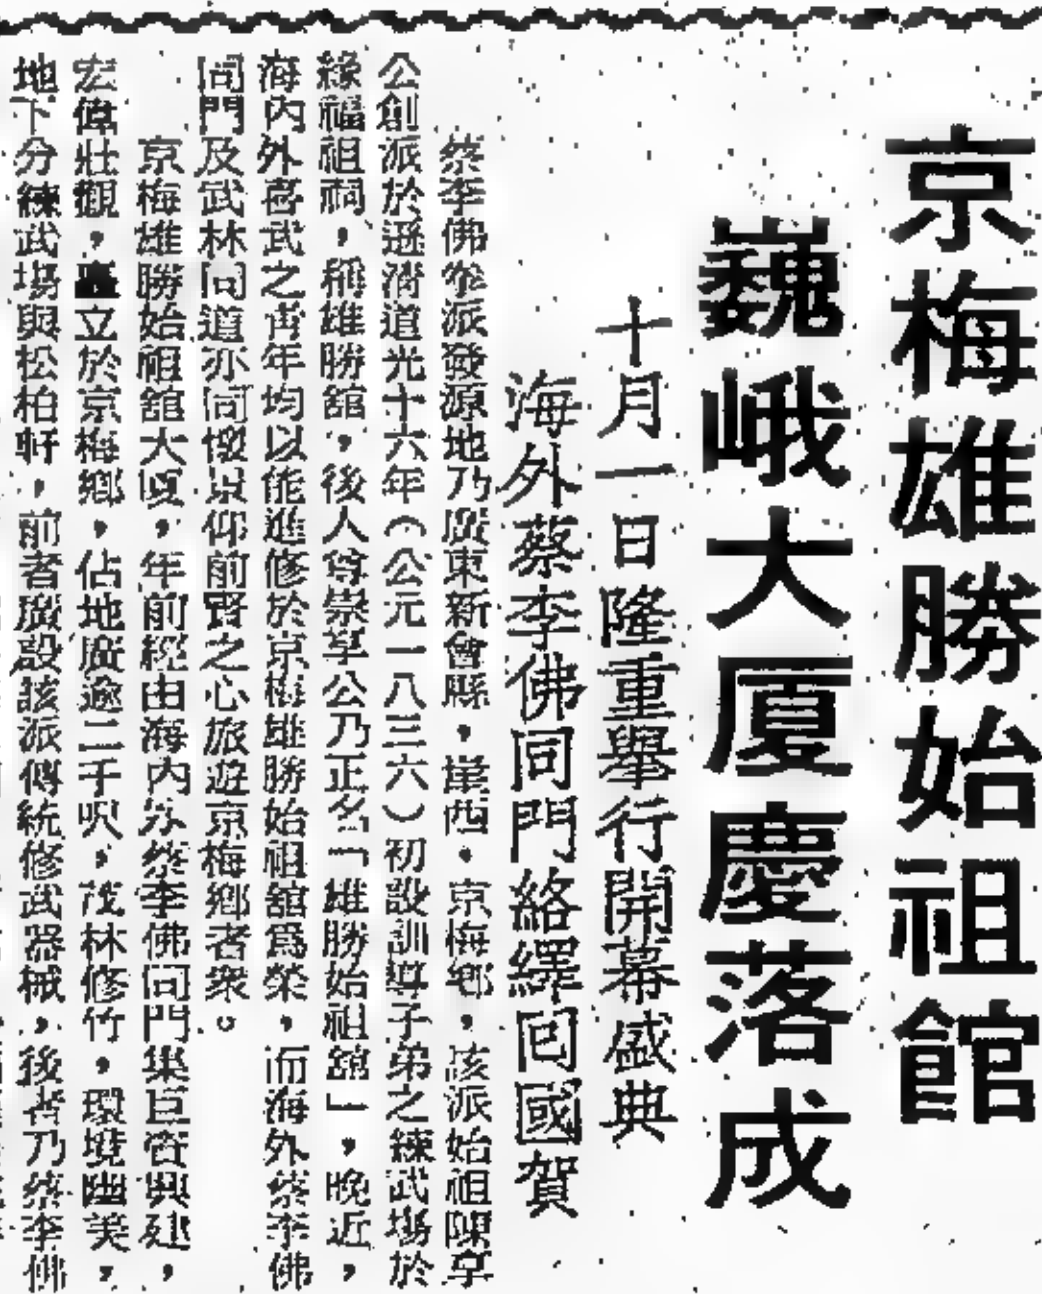 京梅雄勝始祖館
巍峨大厦慶落成
十月一日隆重舉行開幕盛典
海外蔡李佛同門絡繹回國賀
蔡李佛拳派發源地乃廣東新會縣，崖西・京梅鄉，該派始祖陳享
公創派於遜清道光十六年（公元一八三六）初設訓導子弟之練武場於
緣福祖祠，稱雄勝舘，後人尊崇享公乃正名「雄勝始祖舘」，晚近，
海內外喜武之青年均以能進修於京梅雄勝始祖舘爲榮，而海外蔡李佛
同門及武林同道亦同懷景仰前賢之心旅遊京梅鄉者衆。
京梅雄勝始祖舘大厦，年前經由海內外蔡李佛同門集巨資興建，
宏偉壯觀，矗立於京梅鄉，佔地廣逾二千呎，茂林修竹，環境幽美，
地下分練武場與松柏軒，前者廣設該派傳統修武器械，後者乃蔡李佛